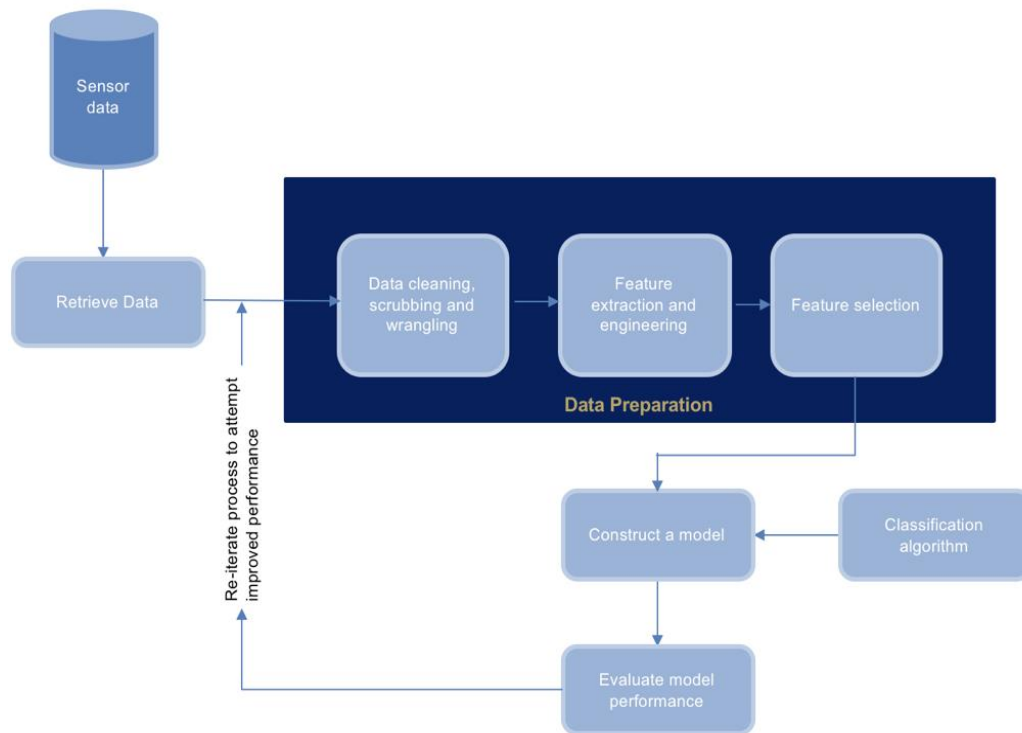 Sensor
data
Retrieve Data
Data cleaning,
scrubbing and
wrangling
Feature
extraction and
engineering
Feature selection
Data Preparation
Re-iterate process to attempt
improved performance
Construct a model
Classification
algorithm
Evaluate model
performance